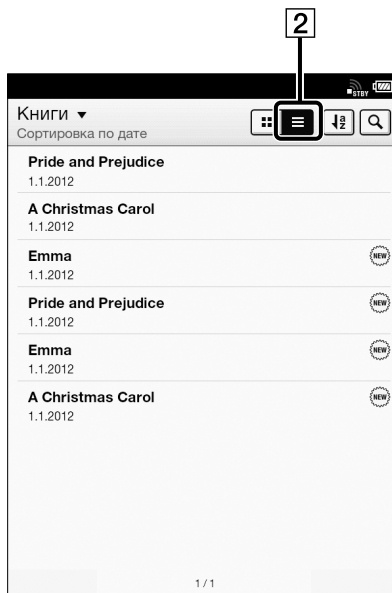 2
STBY
Книги
Сортировка по дате
Pride and Prejudice
1.1.2012
A Christmas Carol
1.1.2012
Emma
1.1.2012
NEW
Pride and Prejudice
1.1.2012
NEW
Emma
1.1.2012
NEW
A Christmas Carol
1.1.2012
NEW
1 / 1